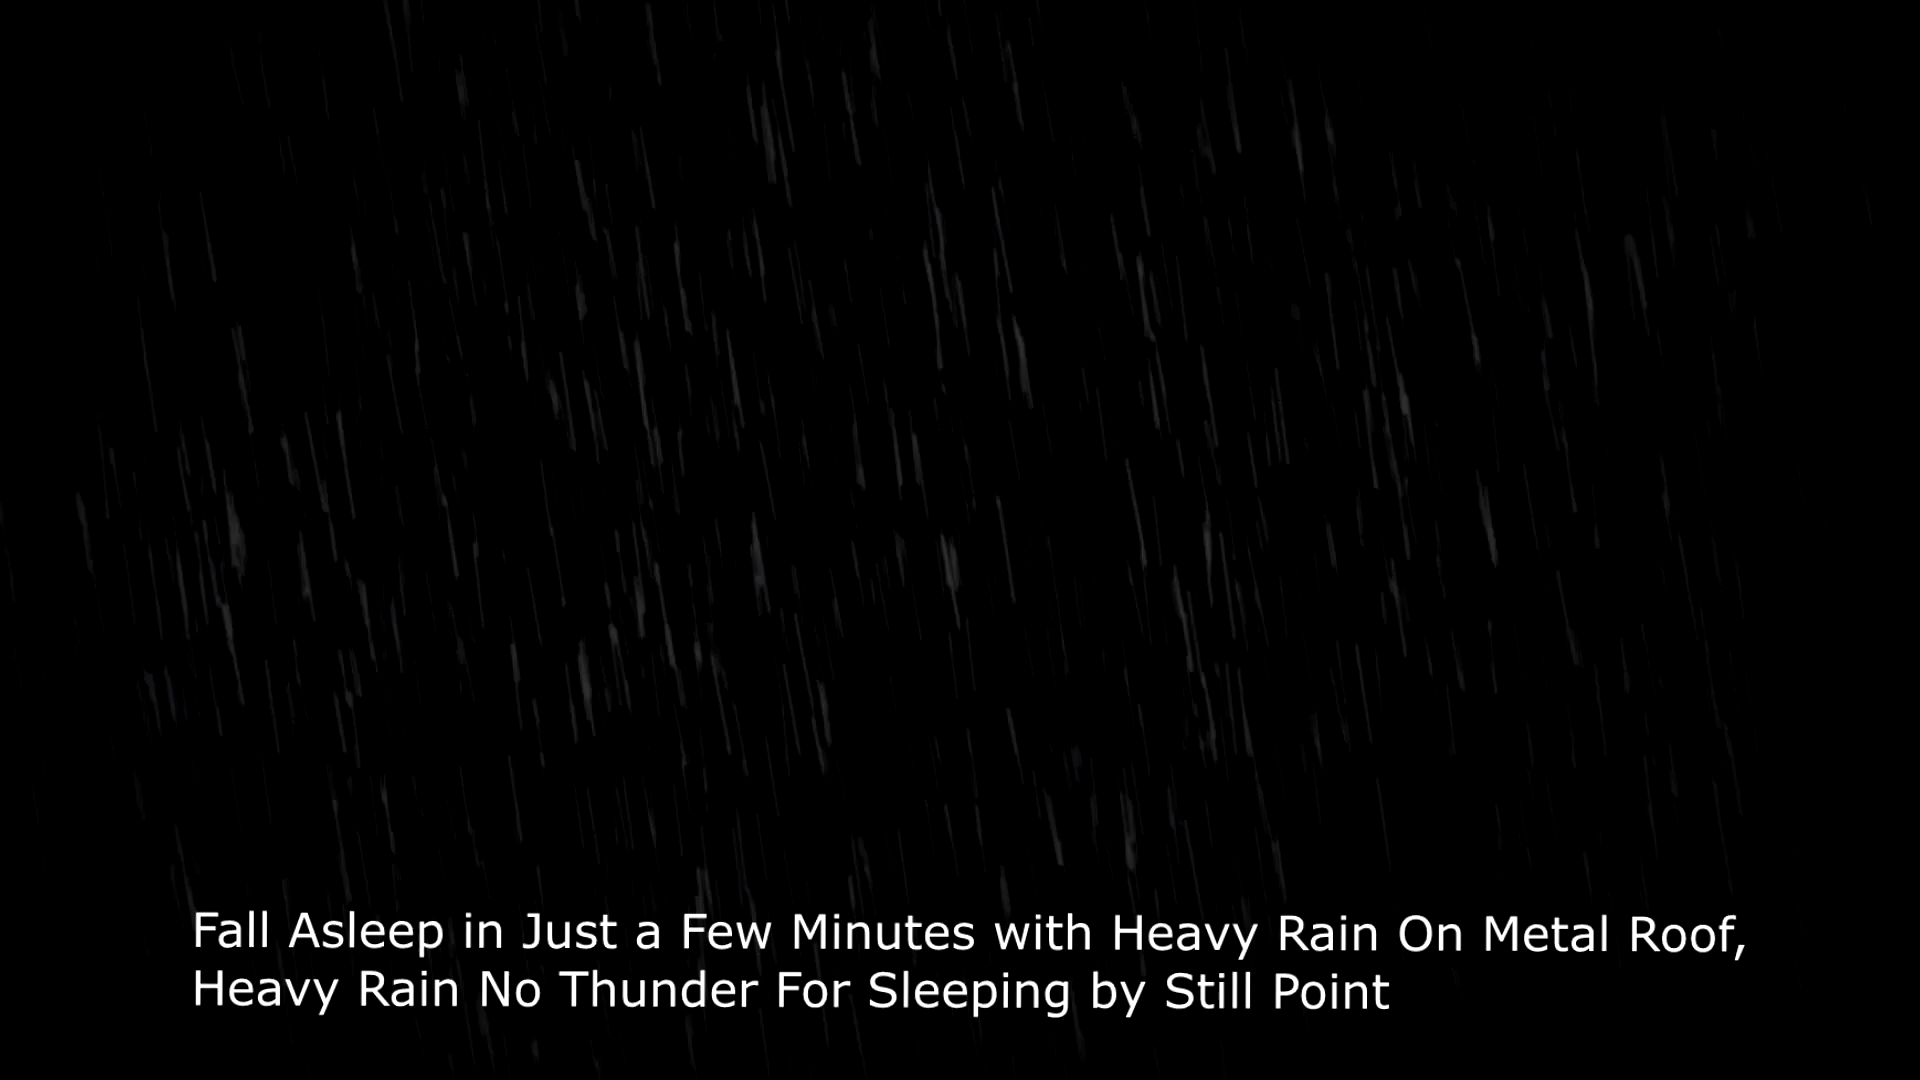 Fall Asleep in Just a Few Minutes with Heavy Rain On Metal Roof,
Heavy Rain No Thunder For Sleeping by Still Point